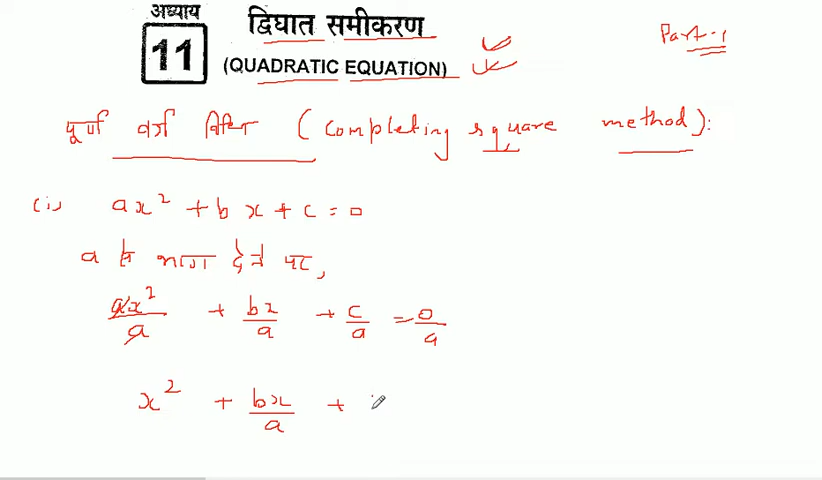 अध्याय
11
द्विघात समीकरण
(QUADRATIC EQUATION)
Part-1
पूर्ण वर्ग विधि (Completing square method):
(i) ax² + bx + c = 0
a से भाग देने पर,
ax²/a + bx/a + c/a = 0/a
x² + bx/a +